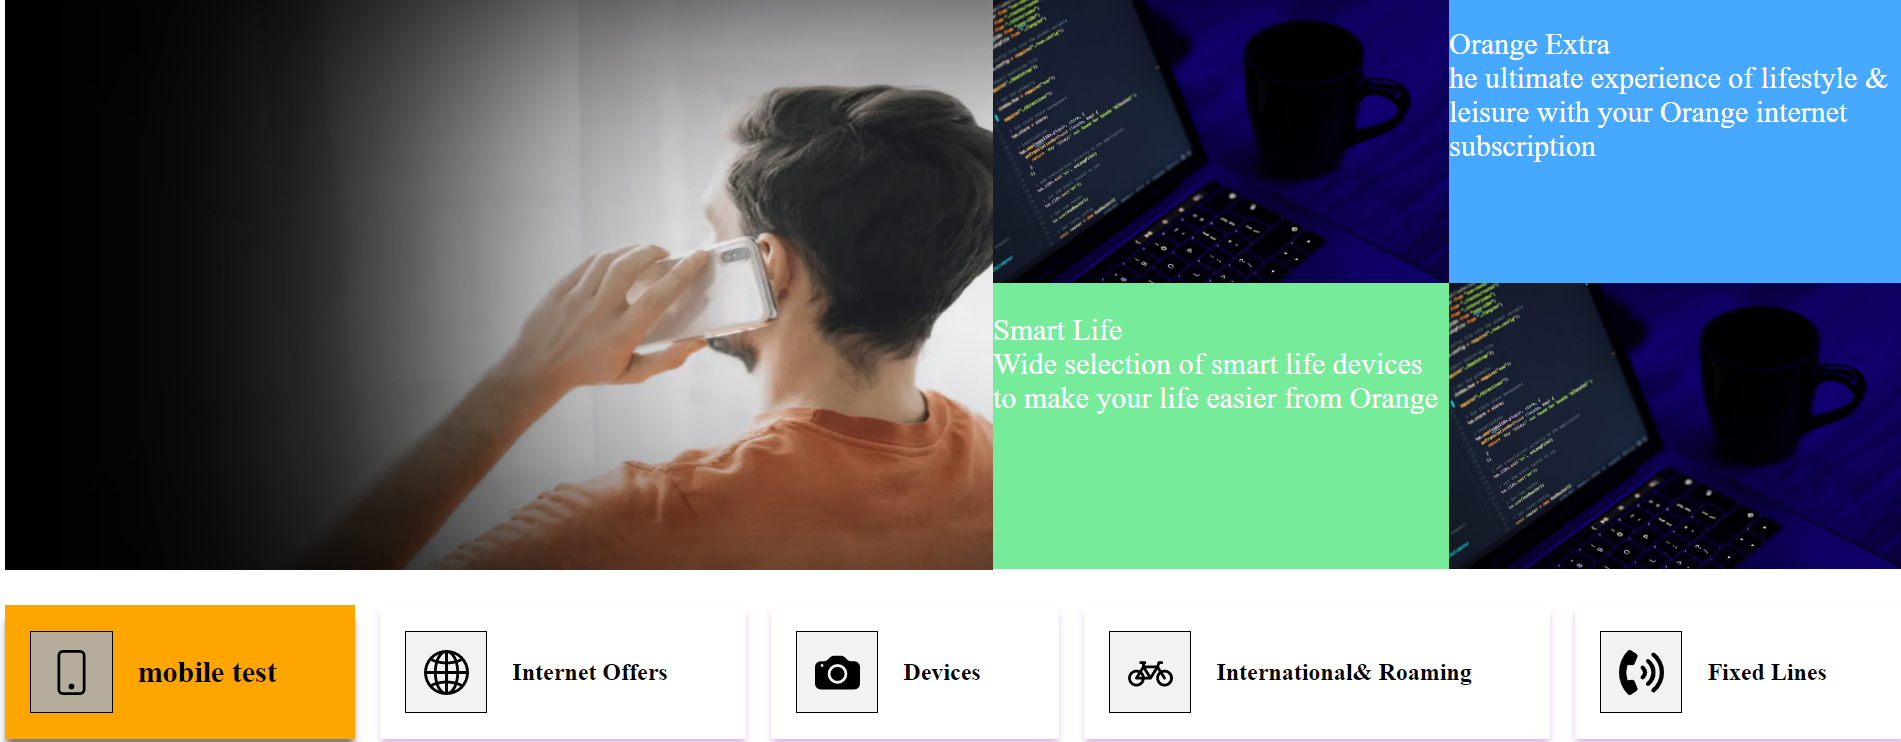 Orange Extra
he ultimate experience of lifestyle &
leisure with your Orange internet
subscription
Smart Life
Wide selection of smart life devices
to make your life easier from Orange
mobile test
Internet Offers
Devices
International& Roaming
Fixed Lines